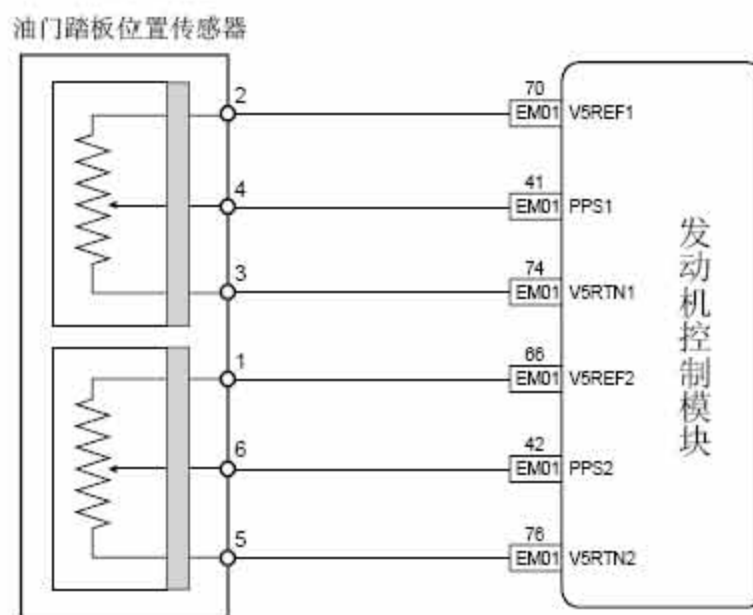 油门踏板位置传感器
2
70
EM01 V5REF1
4
41
EM01 PPS1
3
74
EM01 V5RTN1
1
66
EM01 V5REF2
6
42
EM01 PPS2
5
76
EM01 V5RTN2
发动机控制模块